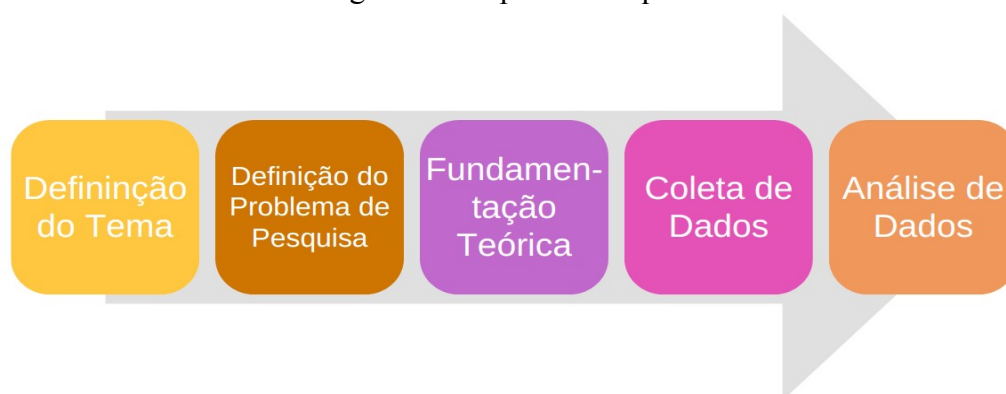 Defininção
do Tema
Definição do
Problema de
Pesquisa
Fundamen-
tação
Teórica
Coleta de
Dados
Análise de
Dados